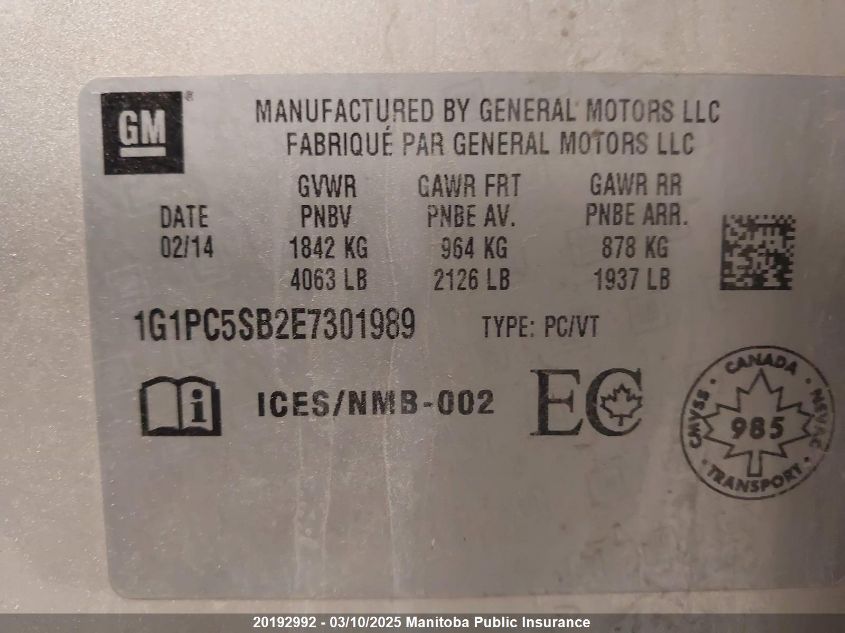 GM
MANUFACTURED BY GENERAL MOTORS LLC
FABRIQUÉ PAR GENERAL MOTORS LLC
GVWR GAWR FRT GAWR RR
DATE PNBV PNBE AV. PNBE ARR.
02/14 1842 KG 964 KG 878 KG
4063 LB 2126 LB 1937 LB
1G1PC5SB2E7301989 TYPE: PC/VT
i ICES/NMB-002 EC
CANADA
CMVSS 985 NSVAC
TRANSPORT
20192992 - 03/10/2025 Manitoba Public Insurance